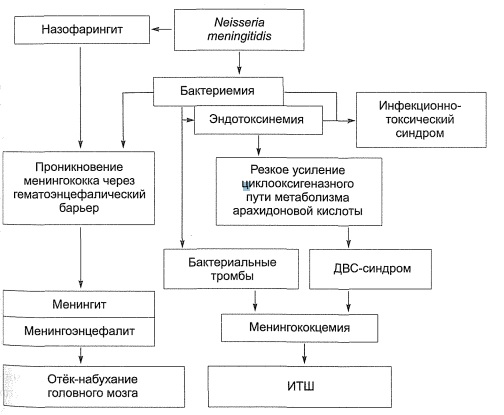 Назофарингит
Neisseria
meningitidis
Бактериемия
Эндотоксинемия
Инфекционно-
токсический
синдром
Проникновение
менингококка через
гематоэнцефалический
барьер
Резкое усиление
циклооксигеназного
пути метаболизма
арахидоновой кислоты
Бактериальные
тромбы
ДВС-синдром
Менингит
Менингоэнцефалит
Менингококцемия
Отёк-набухание
головного мозга
ИТШ